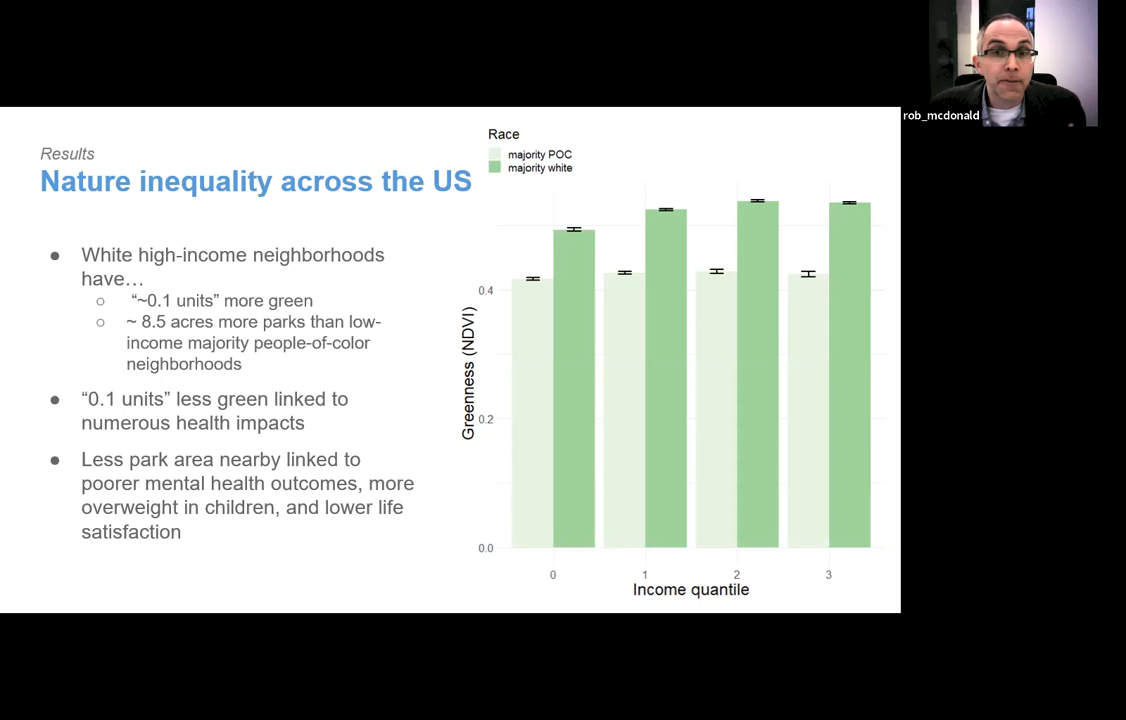 rob_mcdonald
Results
Nature inequality across the US
● White high-income neighborhoods
have…
○ “~0.1 units” more green
○ ~ 8.5 acres more parks than low-
income majority people-of-color
neighborhoods
● “0.1 units” less green linked to
numerous health impacts
● Less park area nearby linked to
poorer mental health outcomes, more
overweight in children, and lower life
satisfaction
Race
majority POC
majority white
Greenness (NDVI)
0.4
0.2
0.0
0 1 2 3
Income quantile